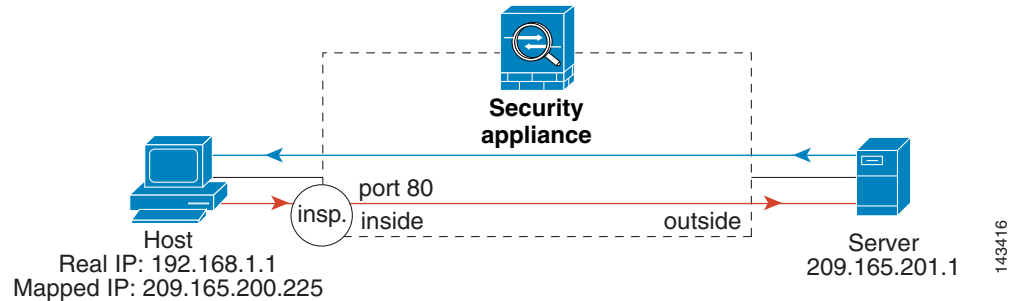 Security
appliance
port 80
insp.
inside
outside
Host
Real IP: 192.168.1.1
Mapped IP: 209.165.200.225
Server
209.165.201.1
143416